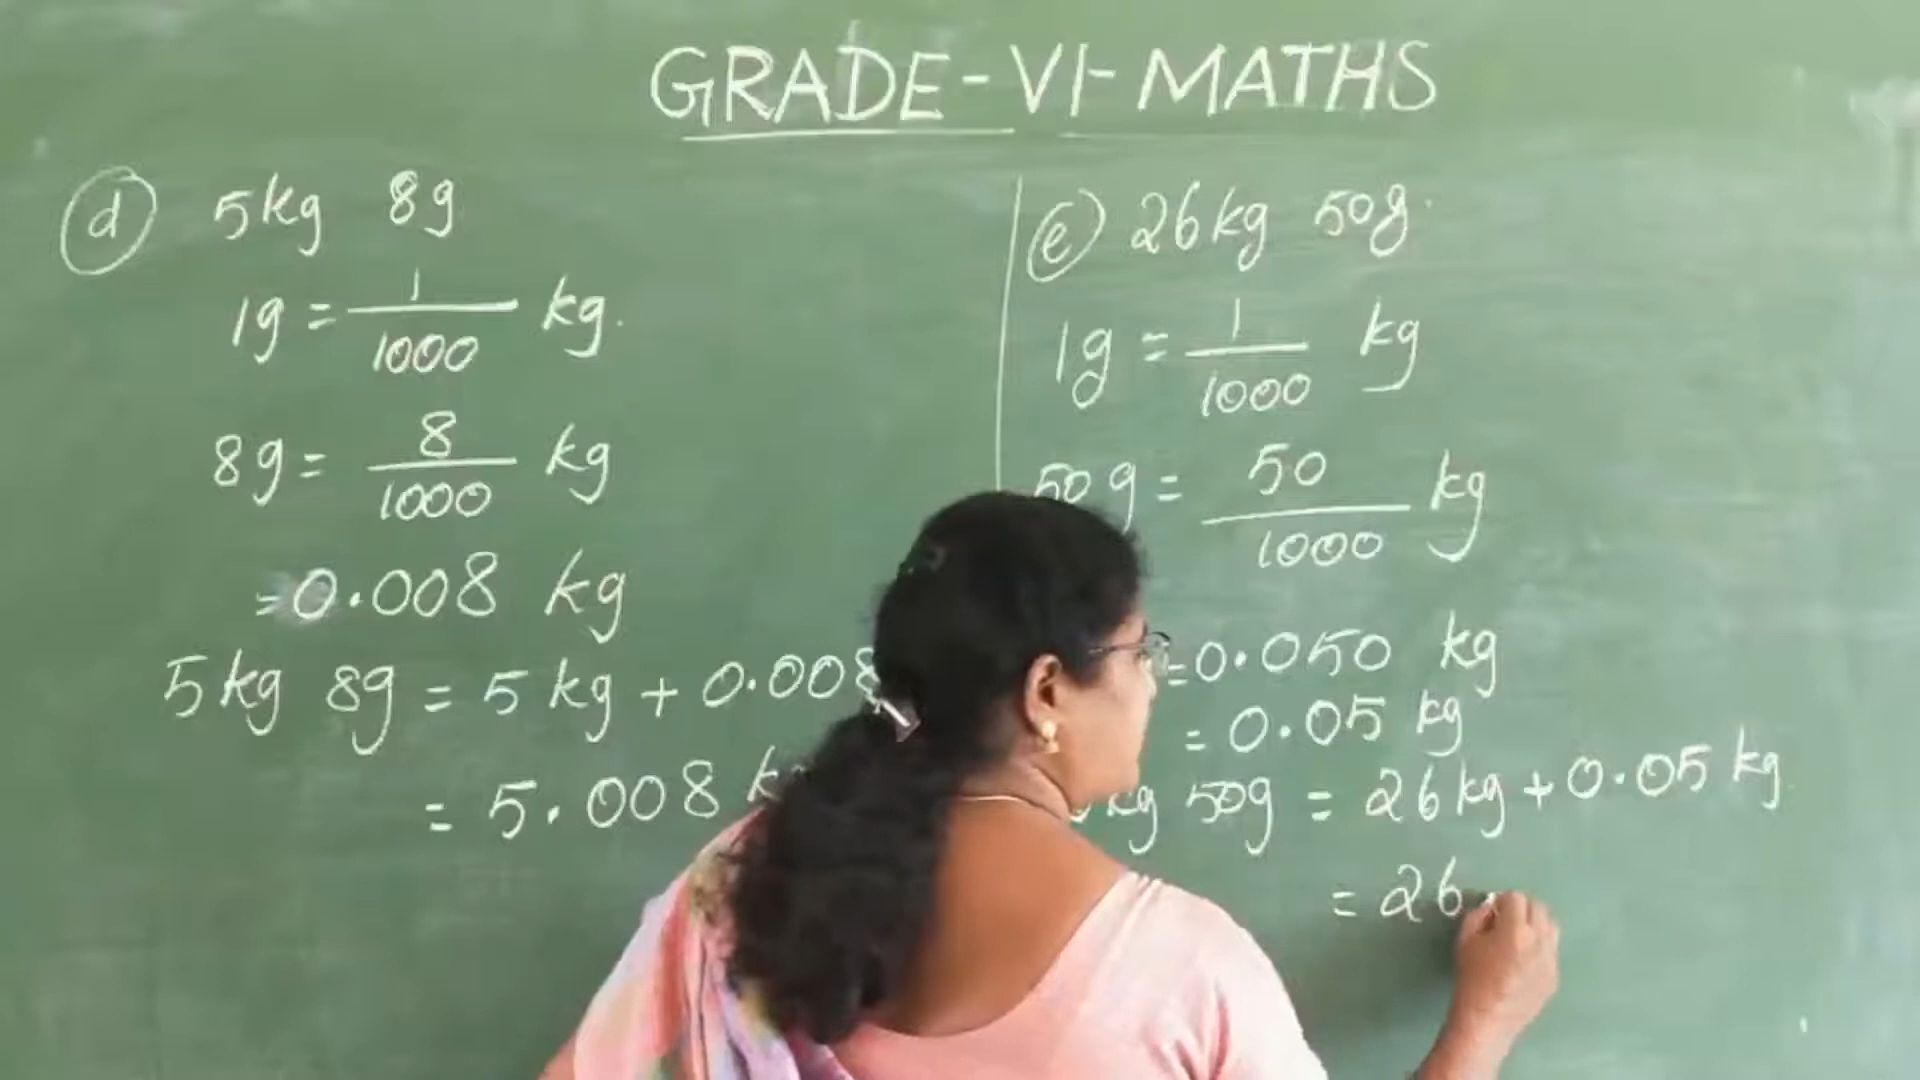 GRADE-VI-MATHS
d 5kg 8g
1g = 1/1000 kg.
8g = 8/1000 kg
=0.008 kg
5kg 8g = 5 kg + 0.008
= 5.008
e 26kg 50g.
1g = 1/1000 kg
50g = 50/1000 kg
=0.050 kg
= 0.05 kg
kg 50g = 26kg + 0.05 kg.
= 26.